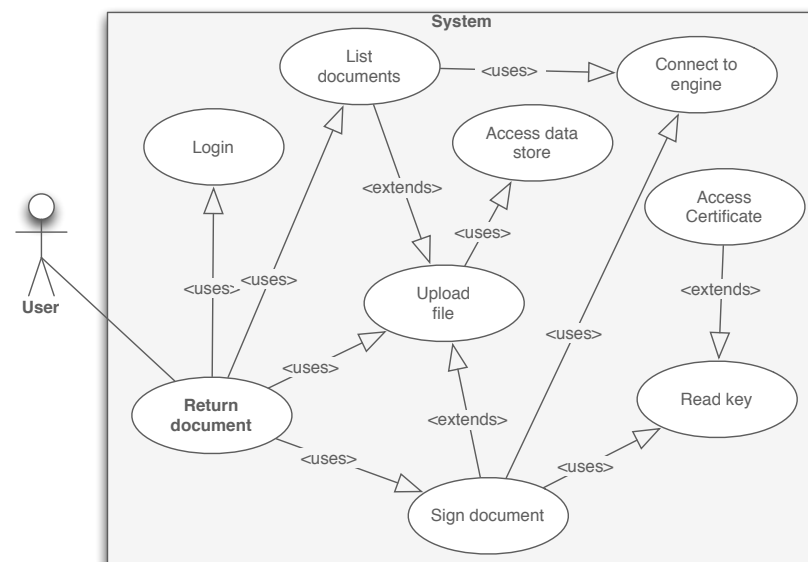 System
List
documents
<uses>
Connect to
engine
Login
Access data
store
<extends>
Access
Certificate
<uses>
User
<uses>
<uses>
Upload
file
<extends>
<uses>
<uses>
Return
document
Read key
<extends>
<uses>
<uses>
Sign document